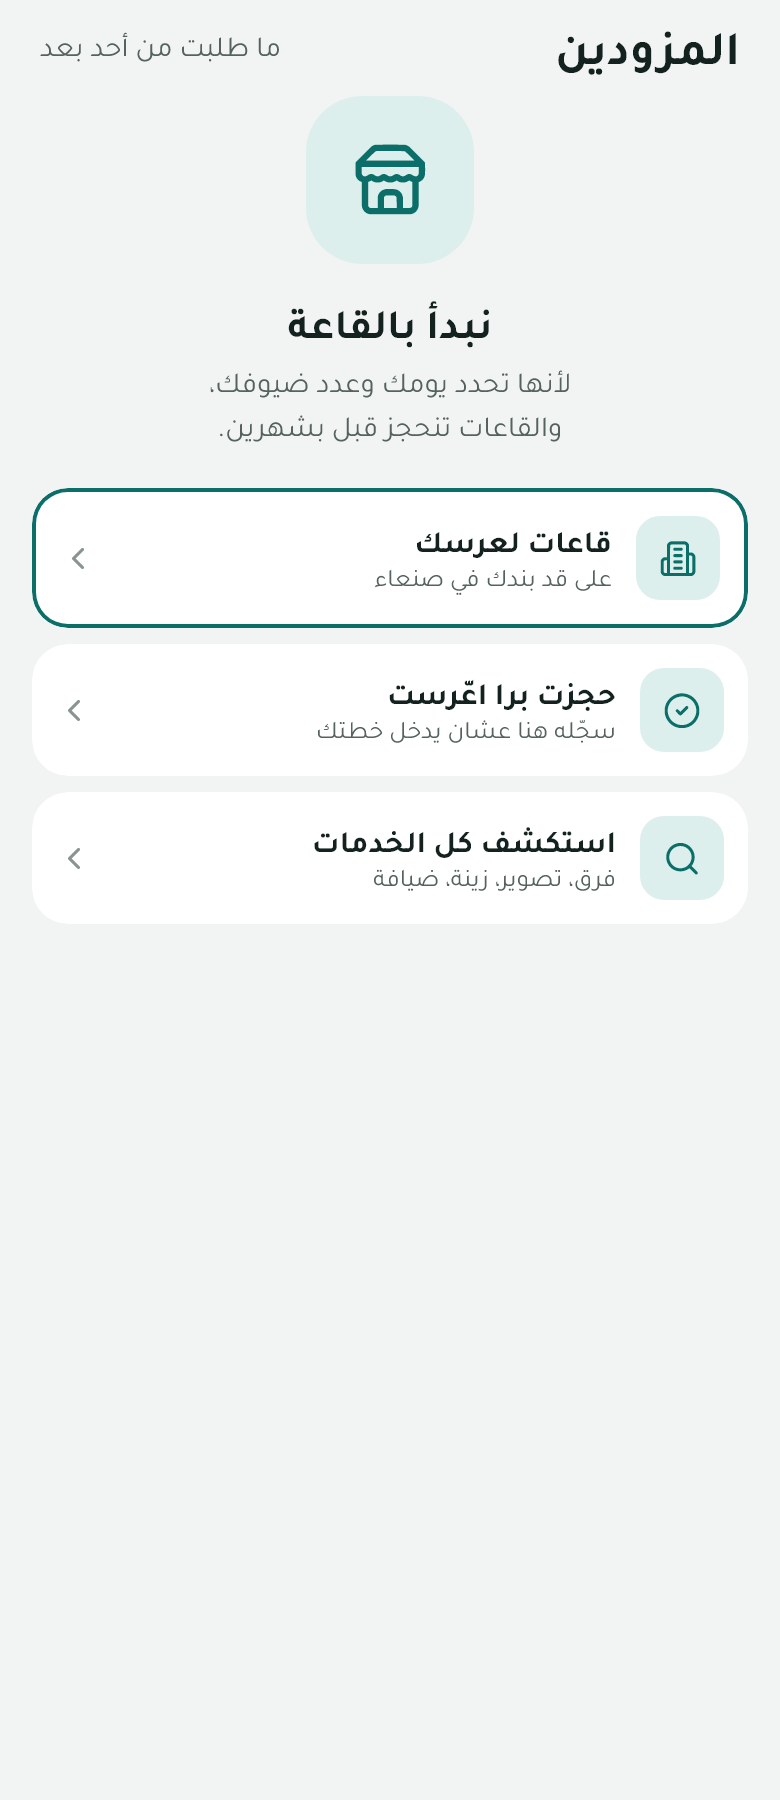 المزودين
ما طلبت من أحد بعد
نبدأ بالقاعة
لأنها تحدد يومك وعدد ضيوفك،
والقاعات تنحجز قبل بشهرين.
قاعات لعرسك
على قد بندك في صنعاء
حجزت برا اعّرست
سجّله هنا عشان يدخل خطتك
استكشف كل الخدمات
فرق، تصوير، زينة، ضيافة